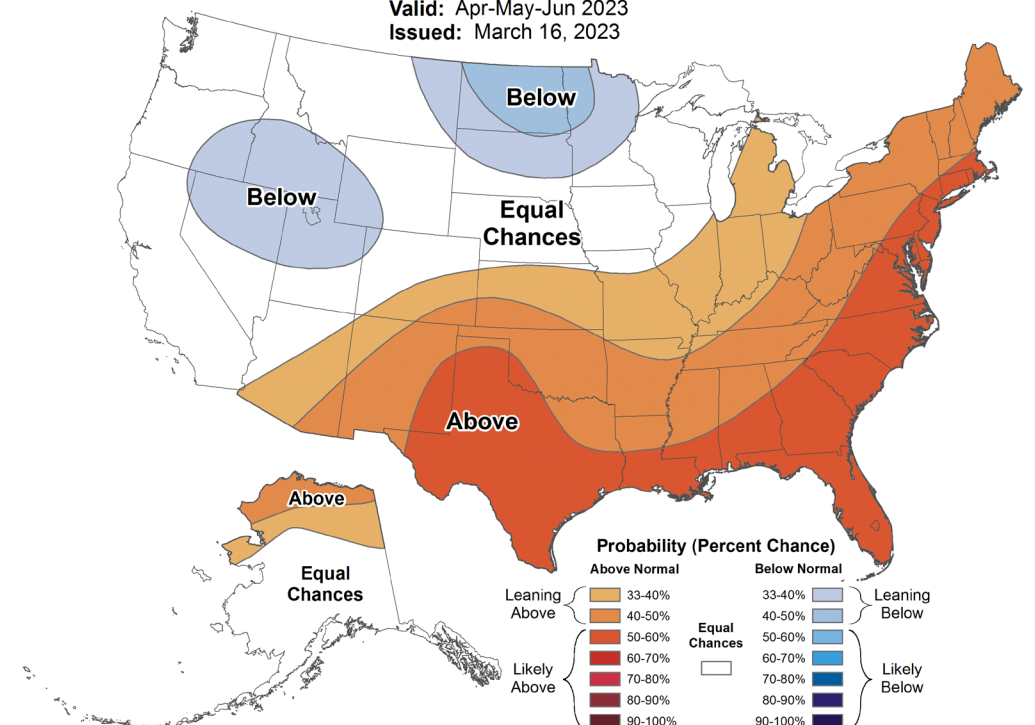 Valid: Apr-May-Jun 2023
Issued: March 16, 2023
Below
Below
Equal
Chances
Above
Above
Equal
Chances
Probability (Percent Chance)
Above Normal
Below Normal
Leaning
Above
33-40%
40-50%
50-60%
60-70%
70-80%
80-90%
90-100%
Likely
Above
Equal
Chances
33-40%
40-50%
50-60%
60-70%
70-80%
80-90%
90-100%
Leaning
Below
Likely
Below